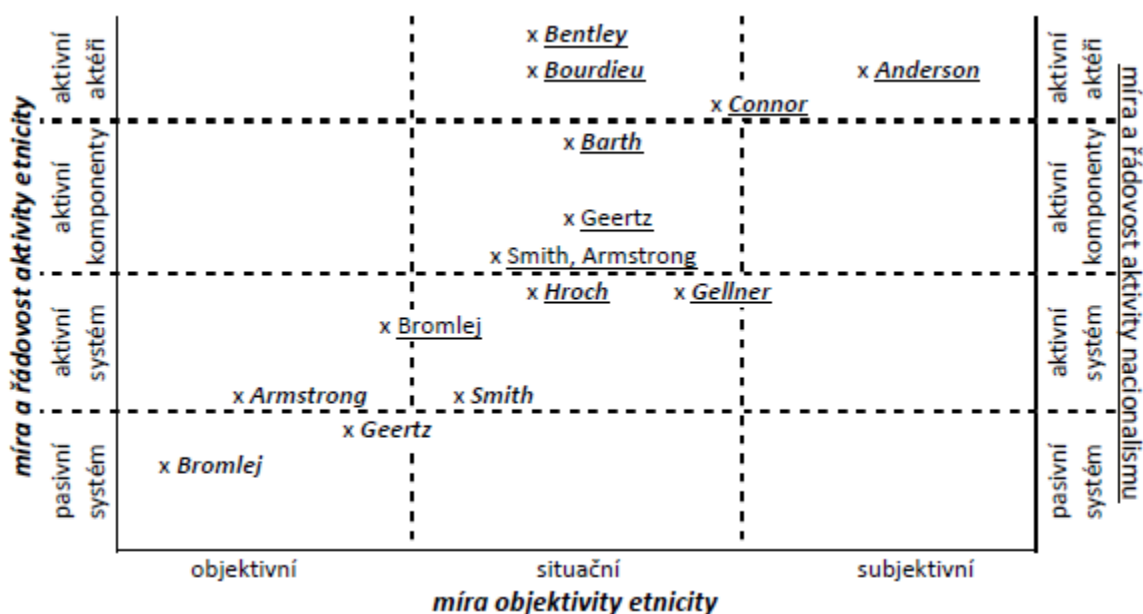 míra a řádovost aktivity etnicity
aktivní
aktéři
aktivní
komponenty
aktivní
systém
pasivní
systém
x Bentley
x Bourdieu
x Anderson
x Connor
x Barth
x Geertz
x Smith, Armstrong
x Hroch
x Gellner
x Bromlej
x Armstrong
x Smith
x Geertz
x Bromlej
aktivní
aktéři
aktivní
komponenty
aktivní
systém
pasivní
systém
míra a řádovost aktivity nacionalismu
objektivní
situační
subjektivní
míra objektivity etnicity